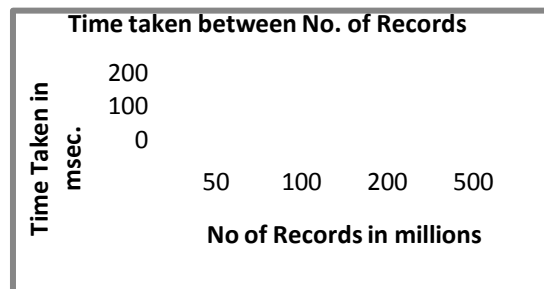 Time taken between No. of Records
Time Taken in
msec.
200
100
0
50 100 200 500
No of Records in millions